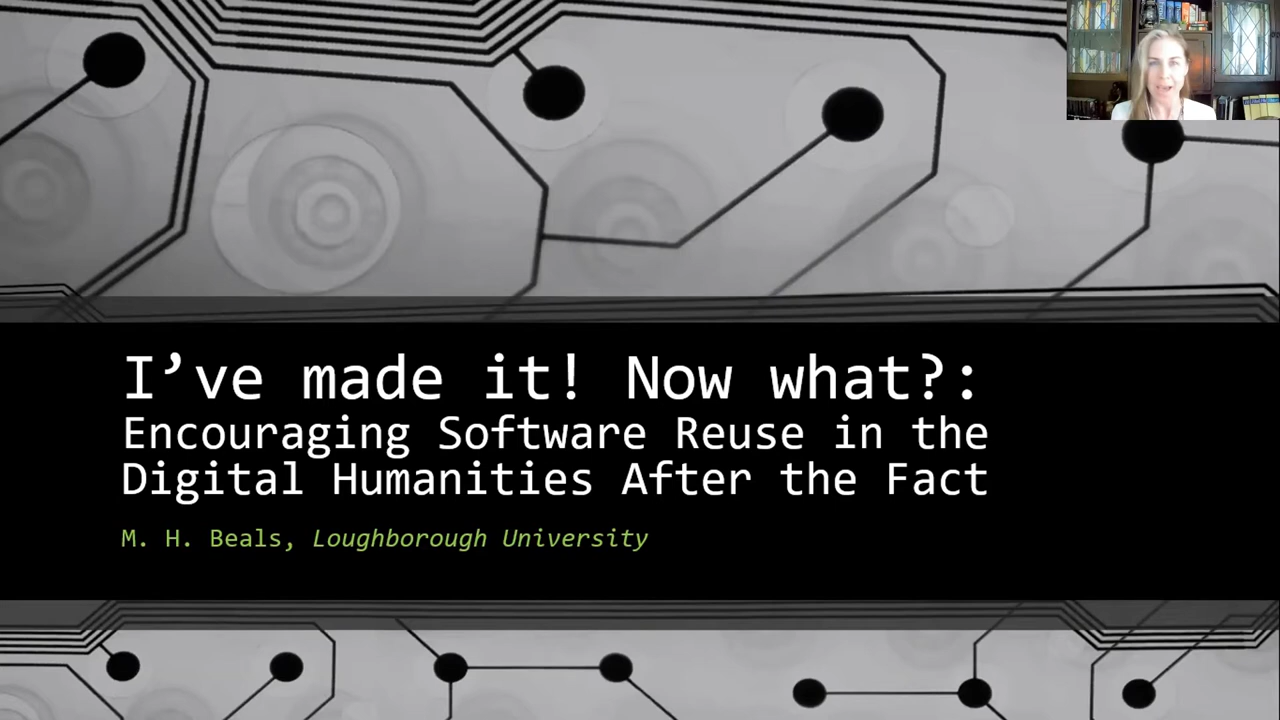 I’ve made it! Now what?:
Encouraging Software Reuse in the
Digital Humanities After the Fact
M. H. Beals, Loughborough University